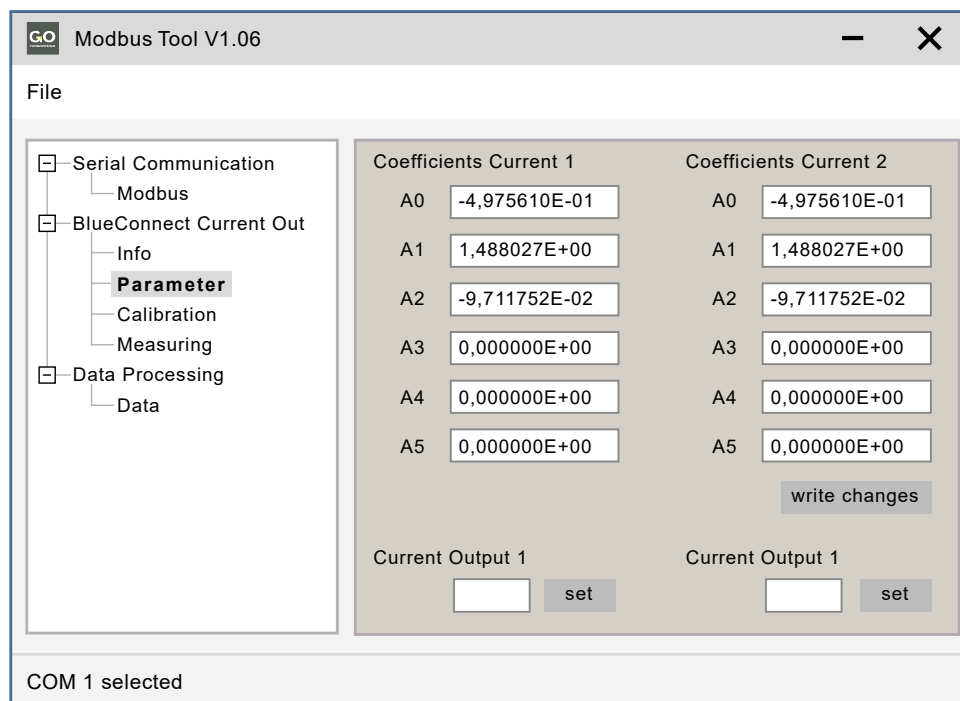 GO Modbus Tool V1.06
File
Serial Communication
Modbus
BlueConnect Current Out
Info
Parameter
Calibration
Measuring
Data Processing
Data
Coefficients Current 1
A0 -4,975610E-01
A1 1,488027E+00
A2 -9,711752E-02
A3 0,000000E+00
A4 0,000000E+00
A5 0,000000E+00
Coefficients Current 2
A0 -4,975610E-01
A1 1,488027E+00
A2 -9,711752E-02
A3 0,000000E+00
A4 0,000000E+00
A5 0,000000E+00
write changes
Current Output 1
set
Current Output 1
set
COM 1 selected